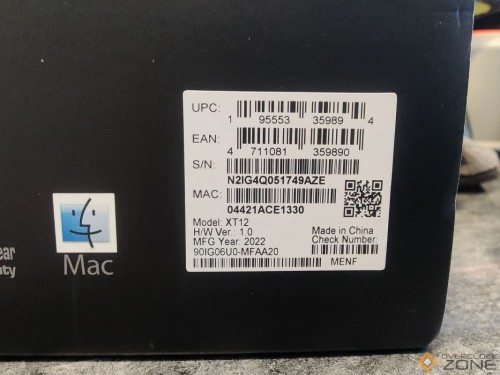 UPC:
1 95553 35989 4
EAN:
4 711081 359890
S/N:
N2IG4Q051749AZE
MAC:
04421ACE1330
Model: XT12
H/W Ver.: 1.0
MFG Year: 2022
Made in China
Check Number:
90IG06U0-MFAA20
MENF
Mac
ear
nty
OVERCLOCK
ZONE